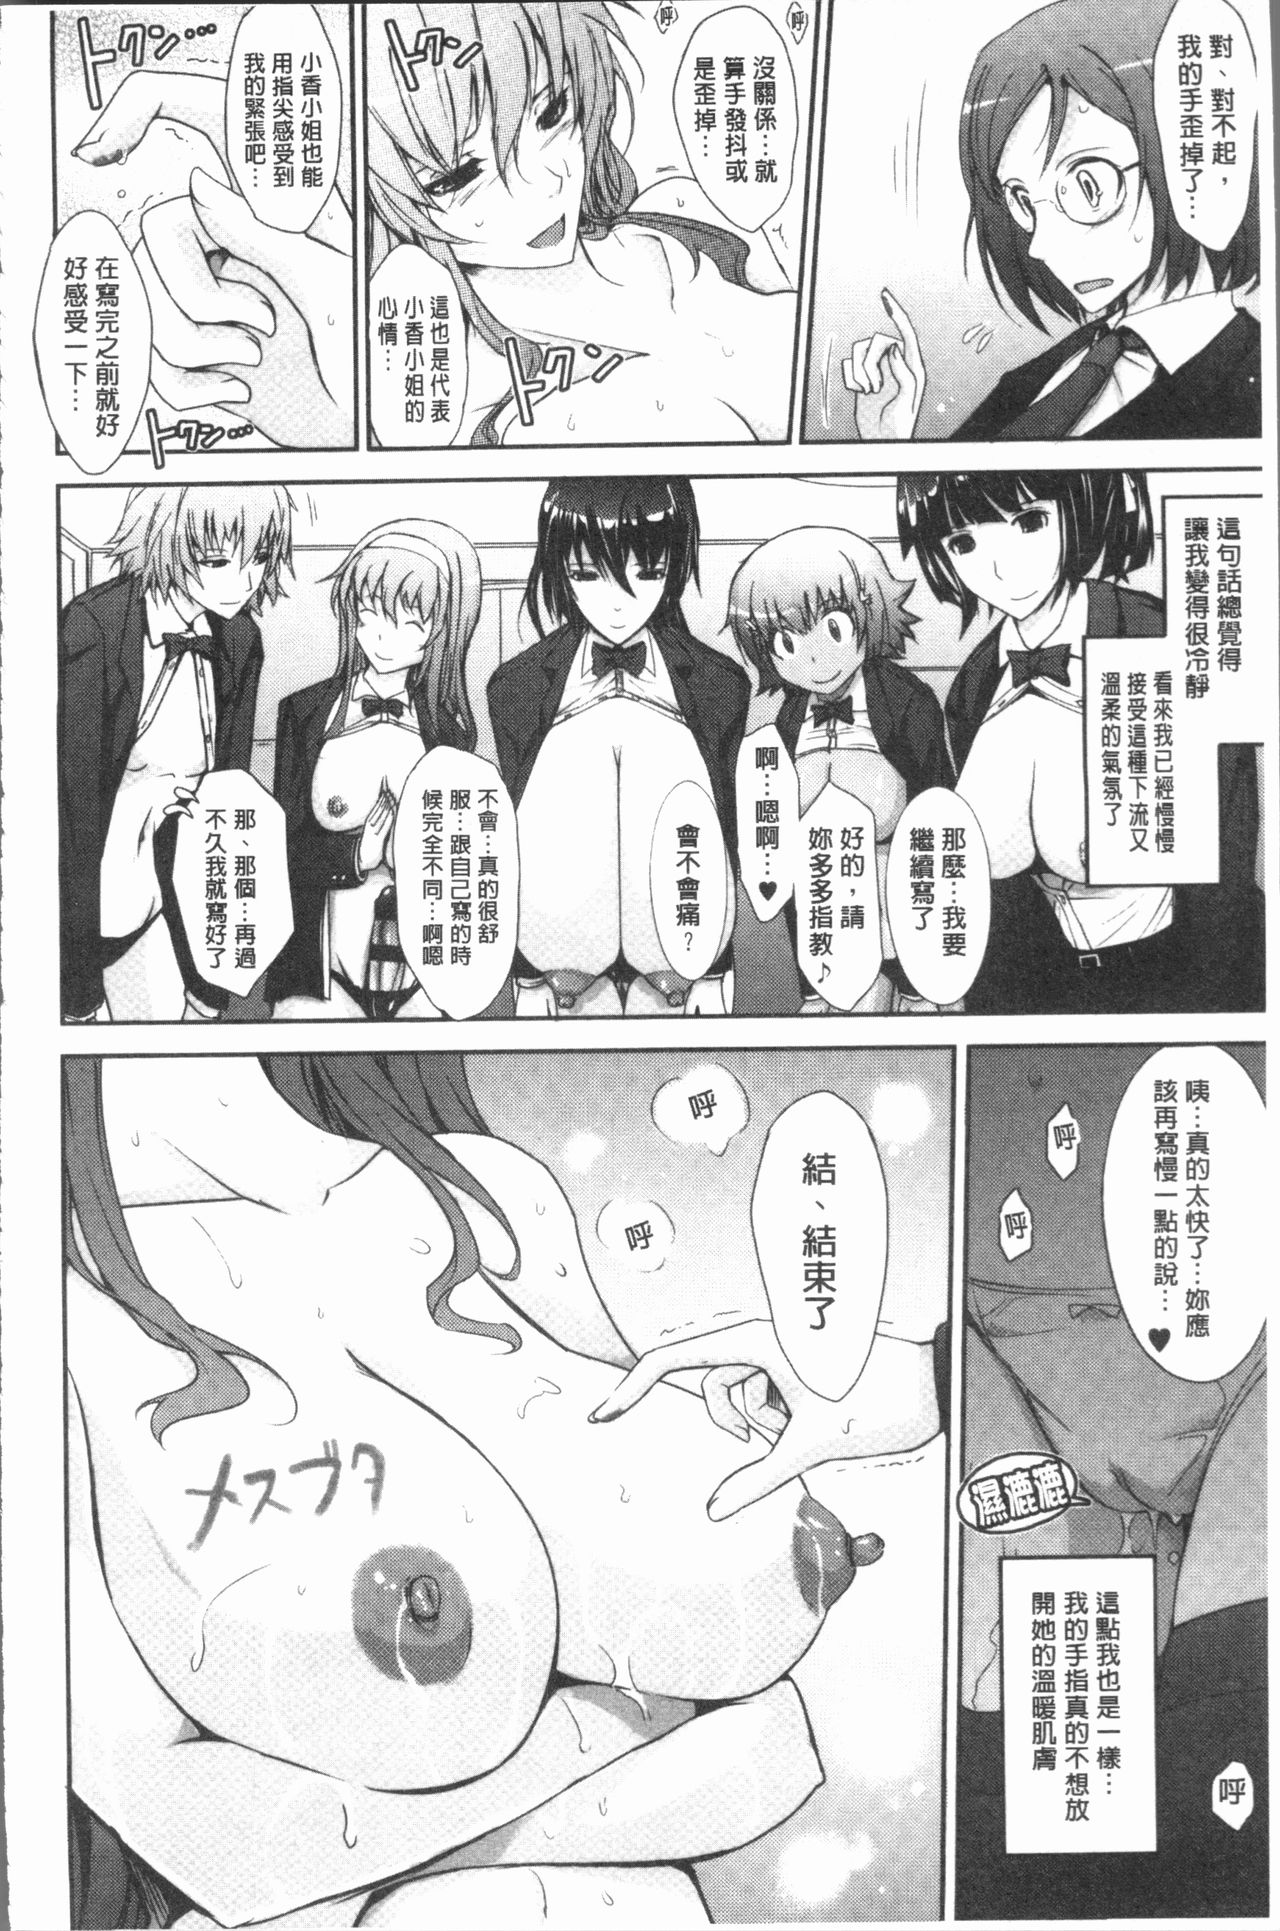 對、對不起，
我的手歪掉了…
呼
呼
沒關係…就
算手發抖或
是歪掉…
這也是代表
小香小姐的
心情…
トクン
トクン
トクン…
小香小姐也能
用指尖感受到
我的緊張吧…
在寫完之前就好
好感受一下…
トクン…
這句話總覺得
讓我變得很冷靜
看來我已經慢慢
接受這種下流又
溫柔的氣氛了
那麼…我要
繼續寫了
好的，請
妳多多指教♪
啊…嗯啊…♥
會不會痛？
不會…真的很舒
服…跟自己寫的時
候完全不同…啊嗯
那、那個…再過
不久我就寫好了
咦…真的太快了…妳應
該再寫慢一點的說…♥
呼
呼
濕漉漉
這點我也是一樣…
我的手指真的不想放
開她的溫暖肌膚
呼
結、結束了
呼
呼
メスブタ